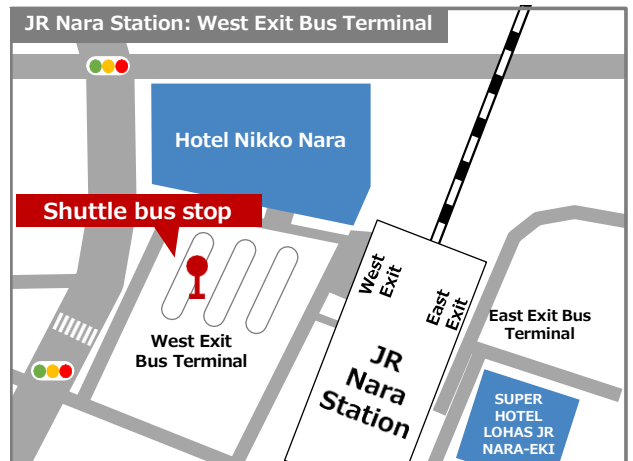 JR Nara Station: West Exit Bus Terminal
Hotel Nikko Nara
Shuttle bus stop
West
Exit
East
Exit
East Exit Bus
Terminal
West Exit
Bus Terminal
JR
Nara
Station
SUPER
HOTEL
LOHAS JR
NARA-EKI